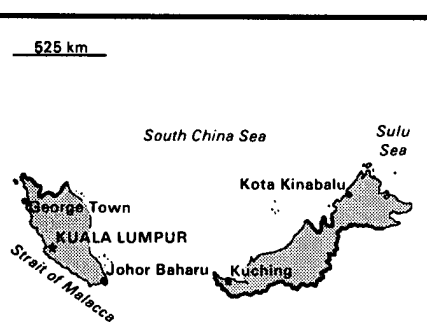 525 km
South China Sea
Sulu
Sea
Kota Kinabalu
George Town
KUALA LUMPUR
Strait of Malacca
Johor Baharu
Kuching